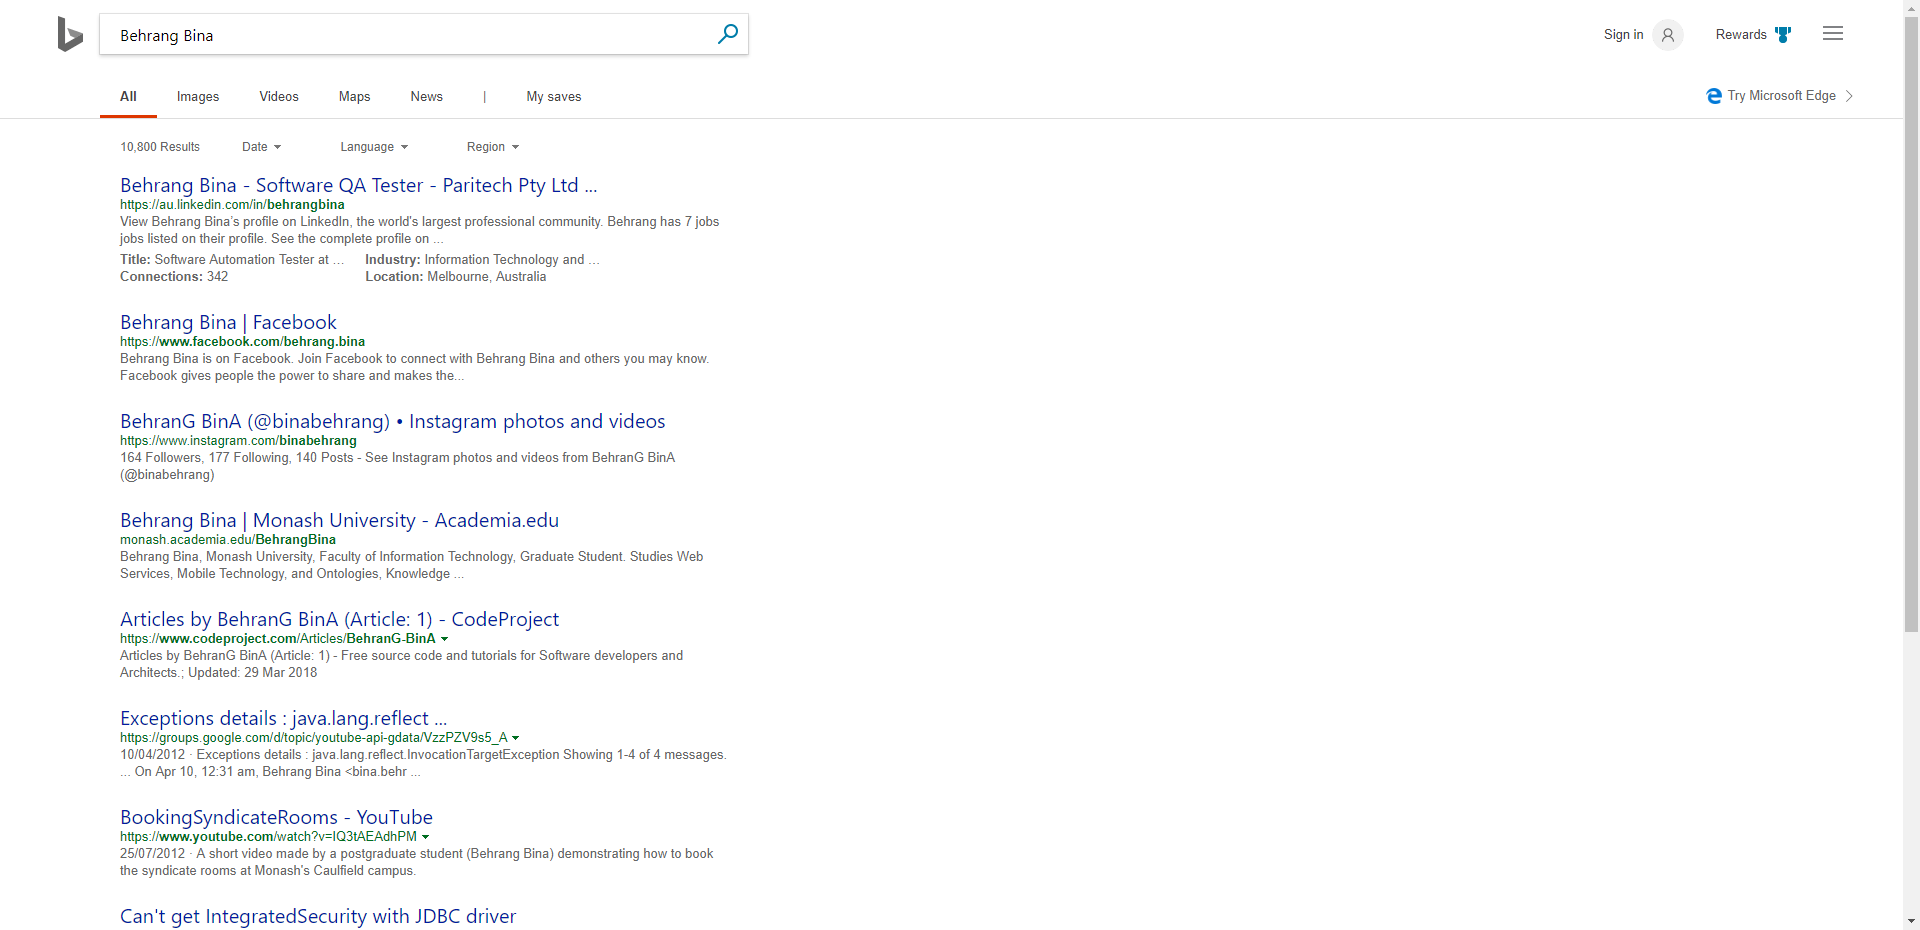 Behrang Bina
Sign in
Rewards
All Images Videos Maps News | My saves
Try Microsoft Edge
10,800 Results Date Language Region
Behrang Bina - Software QA Tester - Paritech Pty Ltd ...
https://au.linkedin.com/in/behrangbina
View Behrang Bina's profile on LinkedIn, the world's largest professional community. Behrang has 7 jobs
jobs listed on their profile. See the complete profile on ...
Title: Software Automation Tester at … Industry: Information Technology and …
Connections: 342 Location: Melbourne, Australia
Behrang Bina | Facebook
https://www.facebook.com/behrang.bina
Behrang Bina is on Facebook. Join Facebook to connect with Behrang Bina and others you may know.
Facebook gives people the power to share and makes the...
BehranG BinA (@binabehrang) • Instagram photos and videos
https://www.instagram.com/binabehrang
164 Followers, 177 Following, 140 Posts - See Instagram photos and videos from BehranG BinA
(@binabehrang)
Behrang Bina | Monash University - Academia.edu
monash.academia.edu/BehrangBina
Behrang Bina, Monash University, Faculty of Information Technology, Graduate Student. Studies Web
Services, Mobile Technology, and Ontologies, Knowledge ...
Articles by BehranG BinA (Article: 1) - CodeProject
https://www.codeproject.com/Articles/BehranG-BinA
Articles by BehranG BinA (Article: 1) - Free source code and tutorials for Software developers and
Architects.; Updated: 29 Mar 2018
Exceptions details : java.lang.reflect ...
https://groups.google.com/d/topic/youtube-api-gdata/VzzPZV9s5_A
10/04/2012 · Exceptions details : java.lang.reflect.InvocationTargetException Showing 1-4 of 4 messages.
... On Apr 10, 12:31 am, Behrang Bina <bina.behr ...
BookingSyndicateRooms - YouTube
https://www.youtube.com/watch?v=IQ3tAEAdhPM
25/07/2012 · A short video made by a postgraduate student (Behrang Bina) demonstrating how to book
the syndicate rooms at Monash's Caulfield campus.
Can't get IntegratedSecurity with JDBC driver